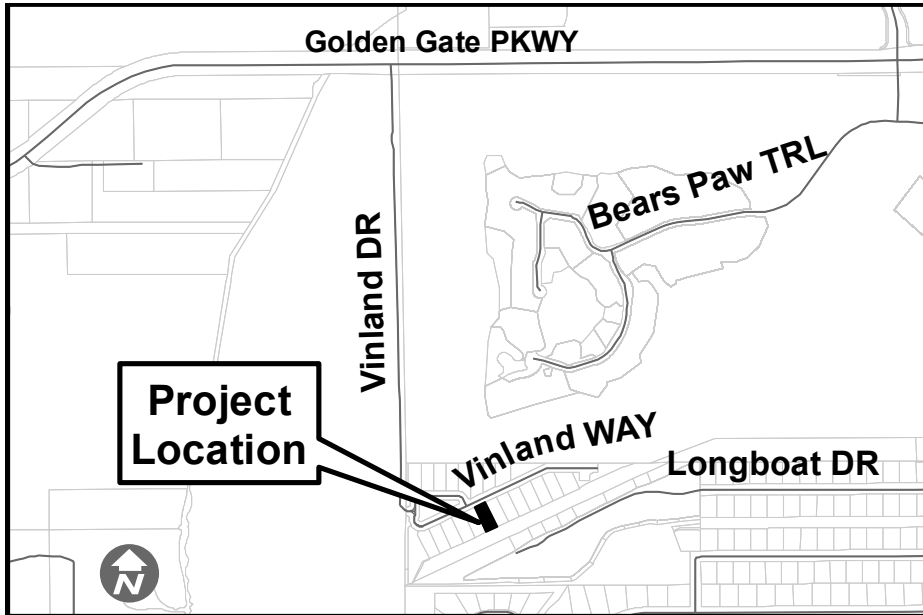 Golden Gate PKWY
Bears Paw TRL
Vinland DR
Project
Location
Vinland WAY
Longboat DR
N